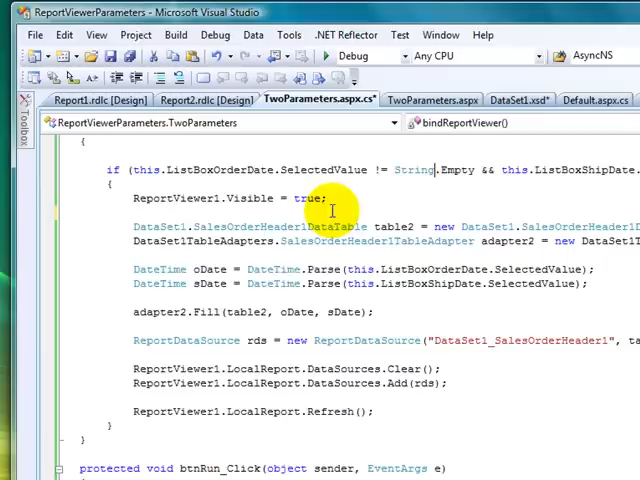 ReportViewerParameters - Microsoft Visual Studio
File Edit View Project Build Debug Data Tools .NET Reflector Test Window Help
Debug Any CPU AsyncNS
Report1.rdlc [Design] Report2.rdlc [Design] TwoParameters.aspx.cs* TwoParameters.aspx DataSet1.xsd* Default.aspx.cs
Toolbox
ReportViewerParameters.TwoParameters bindReportViewer()
{
if (this.ListBoxOrderDate.SelectedValue != String.Empty && this.ListBoxShipDate.
{
ReportViewer1.Visible = true;
DataSet1.SalesOrderHeader1DataTable table2 = new DataSet1.SalesOrderHeader1D
DataSet1TableAdapters.SalesOrderHeader1TableAdapter adapter2 = new DataSet1T
DateTime oDate = DateTime.Parse(this.ListBoxOrderDate.SelectedValue);
DateTime sDate = DateTime.Parse(this.ListBoxShipDate.SelectedValue);
adapter2.Fill(table2, oDate, sDate);
ReportDataSource rds = new ReportDataSource("DataSet1_SalesOrderHeader1", ta
ReportViewer1.LocalReport.DataSources.Clear();
ReportViewer1.LocalReport.DataSources.Add(rds);
ReportViewer1.LocalReport.Refresh();
}
}
protected void btnRun_Click(object sender, EventArgs e)